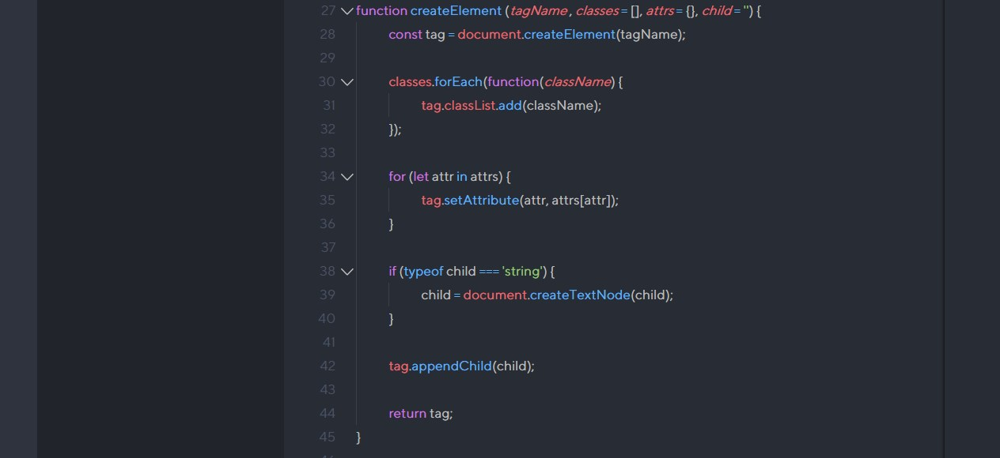 27 function createElement (tagName, classes = [], attrs = {}, child = '') {
28 const tag = document.createElement(tagName);
29
30 classes.forEach(function(className) {
31 tag.classList.add(className);
32 });
33
34 for (let attr in attrs) {
35 tag.setAttribute(attr, attrs[attr]);
36 }
37
38 if (typeof child === 'string') {
39 child = document.createTextNode(child);
40 }
41
42 tag.appendChild(child);
43
44 return tag;
45 }